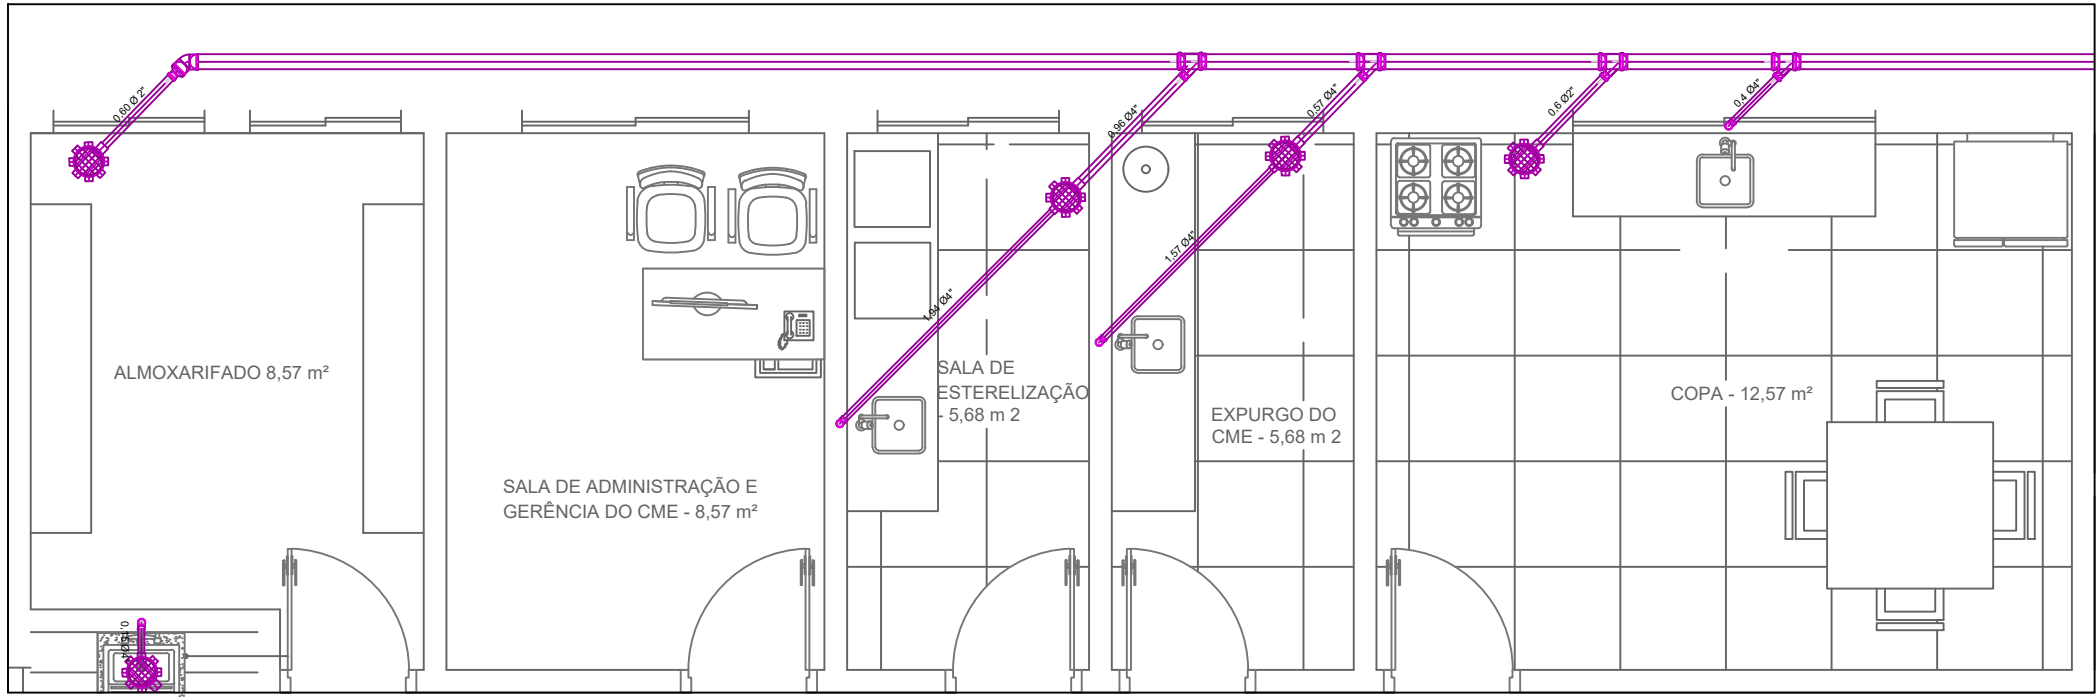 0.60 Ø 2"
0,96 Ø4"
0,57 Ø4"
0,6 Ø2"
0,4 Ø4"
1,57 Ø4"
1,94 Ø4"
ALMOXARIFADO 8,57 m²
SALA DE
ESTERELIZAÇÃO
- 5,68 m 2
COPA - 12,57 m²
EXPURGO DO
CME - 5,68 m 2
SALA DE ADMINISTRAÇÃO E
GERÊNCIA DO CME - 8,57 m²